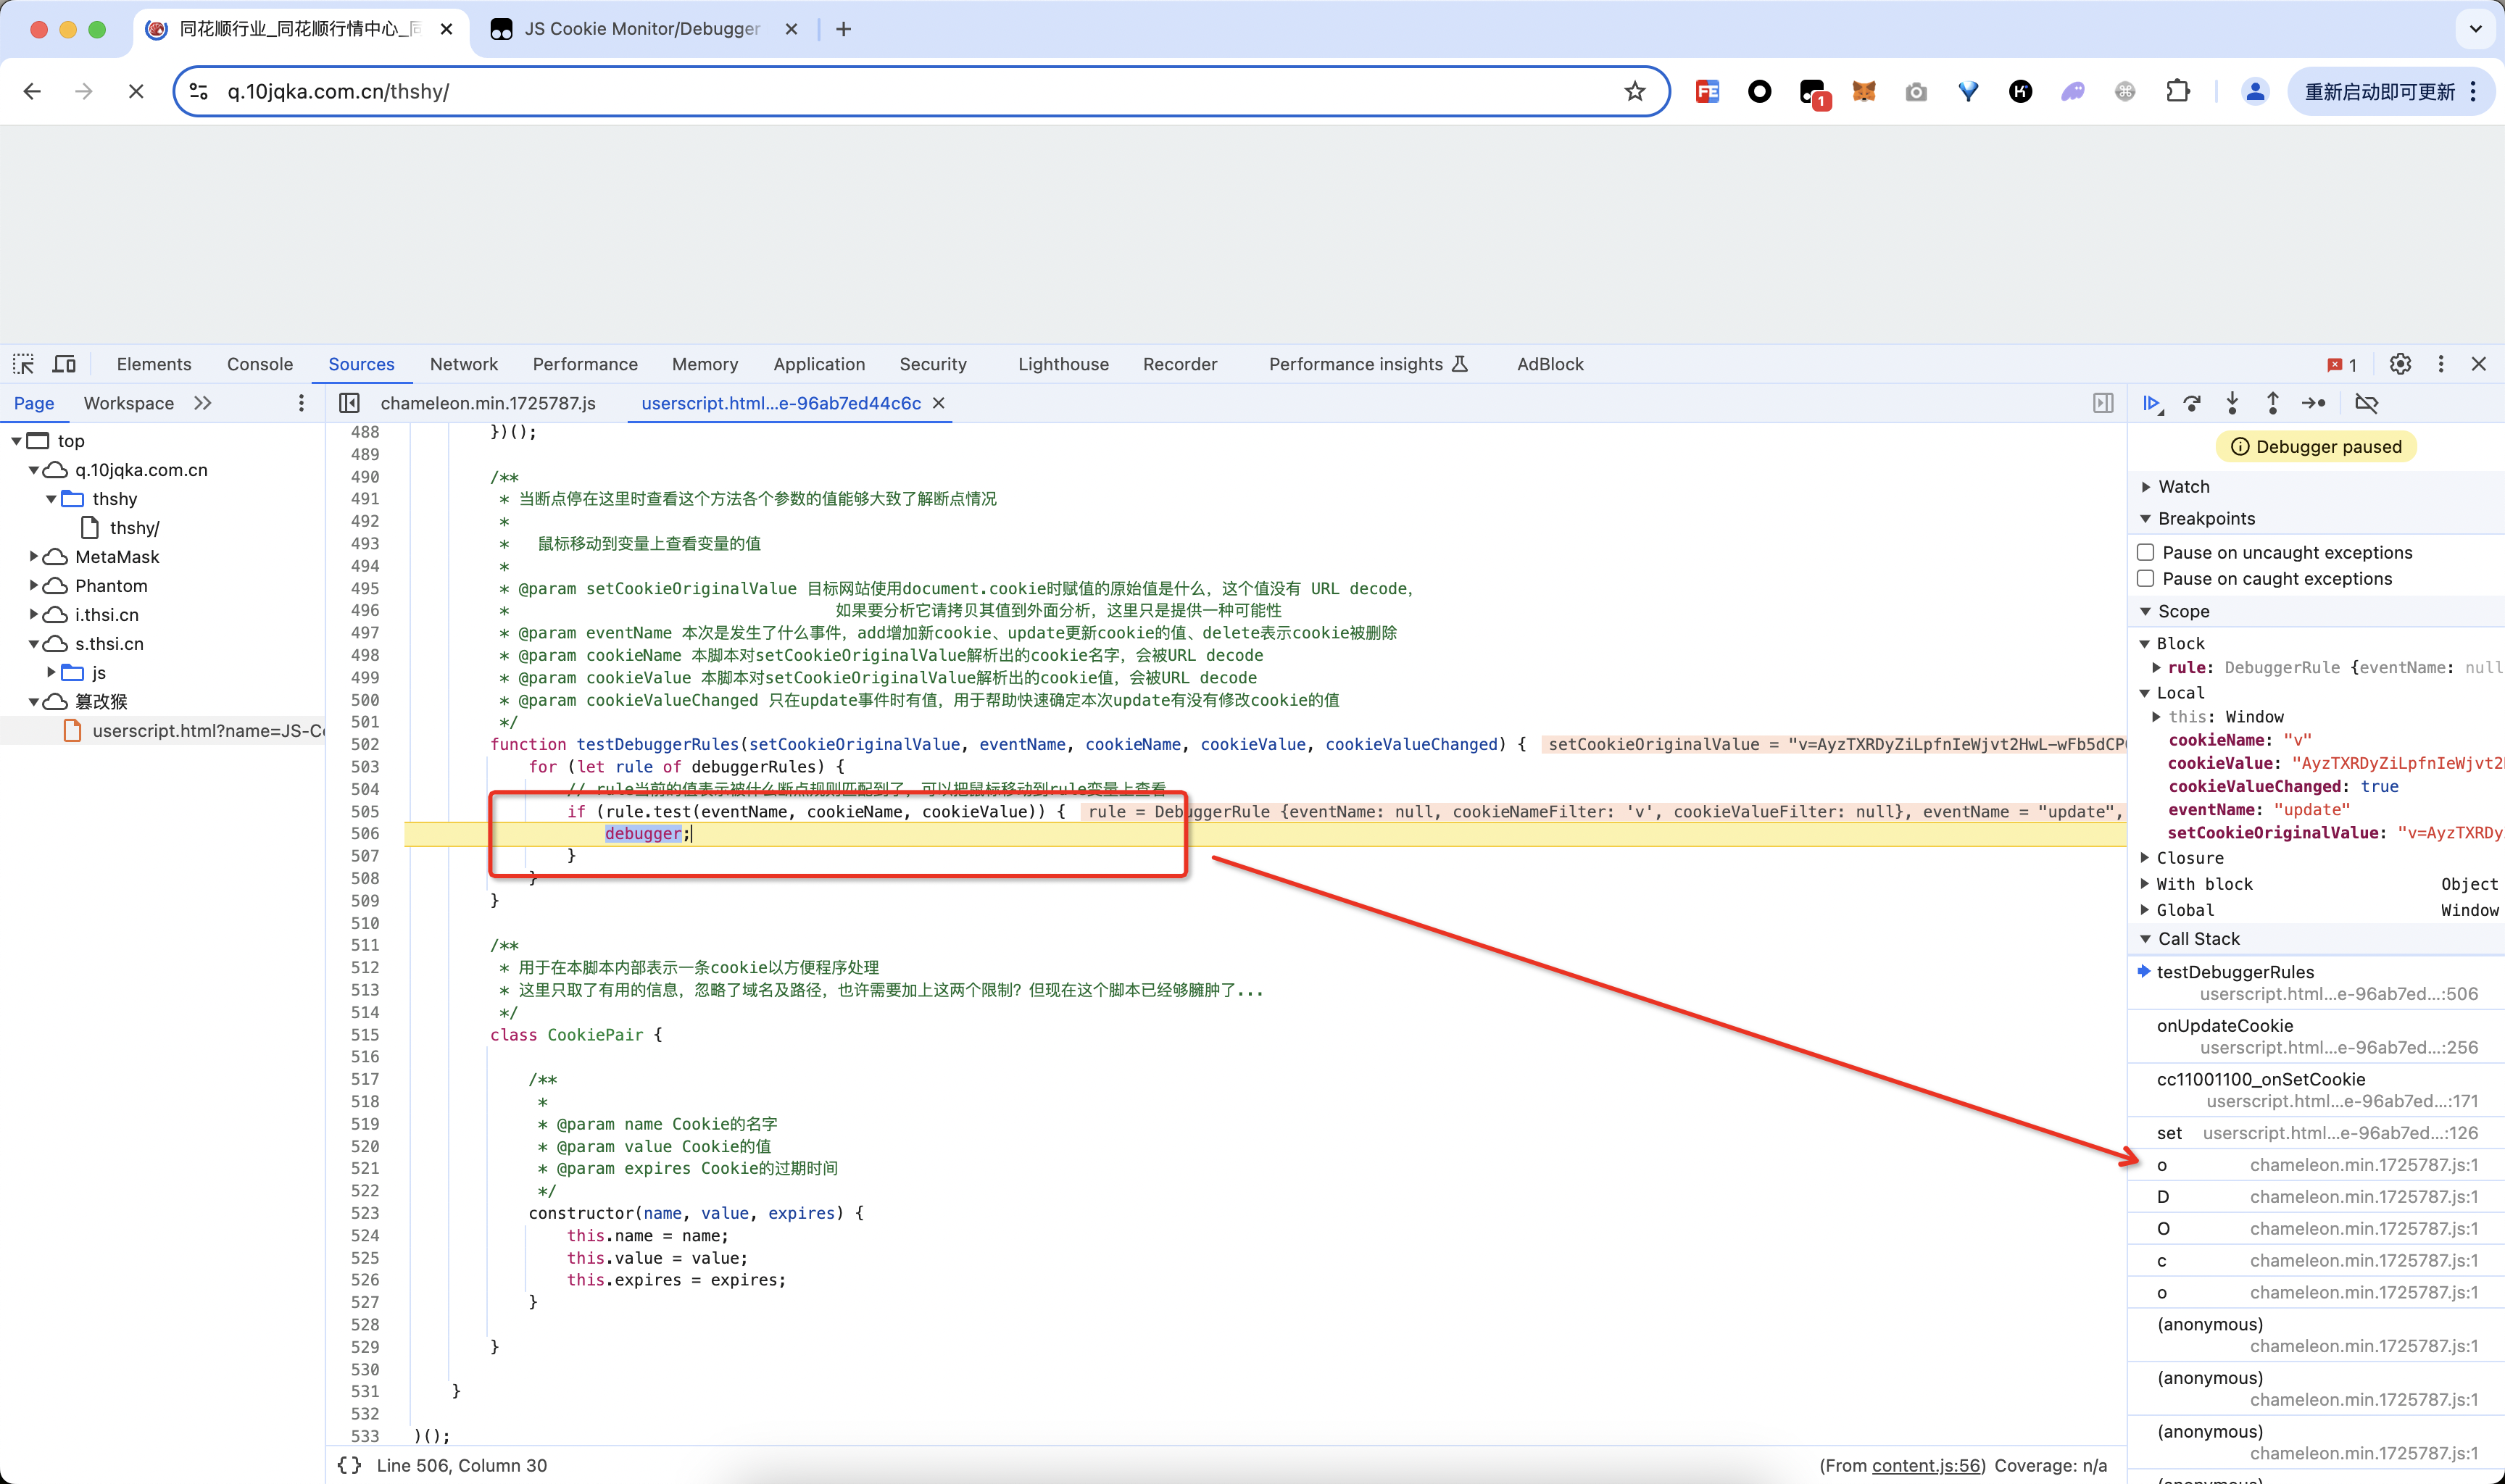 同花顺行业_同花顺行情中心_同
JS Cookie Monitor/Debugger
q.10jqka.com.cn/thshy/
1
重新启动即可更新
Elements Console Sources Network Performance Memory Application Security Lighthouse Recorder Performance insights AdBlock 1
Page Workspace chameleon.min.1725787.js userscript.html...e-96ab7ed44c6c
top
q.10jqka.com.cn
thshy
thshy/
MetaMask
Phantom
i.thsi.cn
s.thsi.cn
js
篡改猴
userscript.html?name=JS-C
488 })();
489
490 /**
491 * 当断点停在这里时查看这个方法各个参数的值能够大致了解断点情况
492 *
493 * 鼠标移动到变量上查看变量的值
494 *
495 * @param setCookieOriginalValue 目标网站使用document.cookie时赋值的原始值是什么，这个值没有 URL decode，
496 * 如果要分析它请拷贝其值到外面分析，这里只是提供一种可能性
497 * @param eventName 本次是发生了什么事件，add增加新cookie、update更新cookie的值、delete表示cookie被删除
498 * @param cookieName 本脚本对setCookieOriginalValue解析出的cookie名字，会被URL decode
499 * @param cookieValue 本脚本对setCookieOriginalValue解析出的cookie值，会被URL decode
500 * @param cookieValueChanged 只在update事件时有值，用于帮助快速确定本次update有没有修改cookie的值
501 */
502 function testDebuggerRules(setCookieOriginalValue, eventName, cookieName, cookieValue, cookieValueChanged) { setCookieOriginalValue = "v=AyzTXRDyZiLpfnIeWjvt2HwL-wFb5dCP
503 for (let rule of debuggerRules) {
504 // rule当前的值表示被什么断点规则匹配到了，可以把鼠标移动到rule变量上查看
505 if (rule.test(eventName, cookieName, cookieValue)) { rule = DebuggerRule {eventName: null, cookieNameFilter: 'v', cookieValueFilter: null}, eventName = "update",
506 debugger;
507 }
508 }
509 }
510
511 /**
512 * 用于在本脚本内部表示一条cookie以方便程序处理
513 * 这里只取了有用的信息，忽略了域名及路径，也许需要加上这两个限制？但现在这个脚本已经够臃肿了...
514 */
515 class CookiePair {
516
517 /**
518 *
519 * @param name Cookie的名字
520 * @param value Cookie的值
521 * @param expires Cookie的过期时间
522 */
523 constructor(name, value, expires) {
524 this.name = name;
525 this.value = value;
526 this.expires = expires;
527 }
528
529 }
530
531 }
532
533 )();
{} Line 506, Column 30
(From content.js:56) Coverage: n/a
Debugger paused
Watch
Breakpoints
Pause on uncaught exceptions
Pause on caught exceptions
Scope
Block
rule: DebuggerRule {eventName: null
Local
this: Window
cookieName: "v"
cookieValue: "AyzTXRDyZiLpfnIeWjvt2
cookieValueChanged: true
eventName: "update"
setCookieOriginalValue: "v=AyzTXRDy
Closure
With block Object
Global Window
Call Stack
testDebuggerRules
userscript.html...e-96ab7ed...:506
onUpdateCookie
userscript.html...e-96ab7ed...:256
cc11001100_onSetCookie
userscript.html...e-96ab7ed...:171
set userscript.html...e-96ab7ed...:126
o chameleon.min.1725787.js:1
D chameleon.min.1725787.js:1
O chameleon.min.1725787.js:1
c chameleon.min.1725787.js:1
o chameleon.min.1725787.js:1
(anonymous)
chameleon.min.1725787.js:1
(anonymous)
chameleon.min.1725787.js:1
(anonymous)
chameleon.min.1725787.js:1